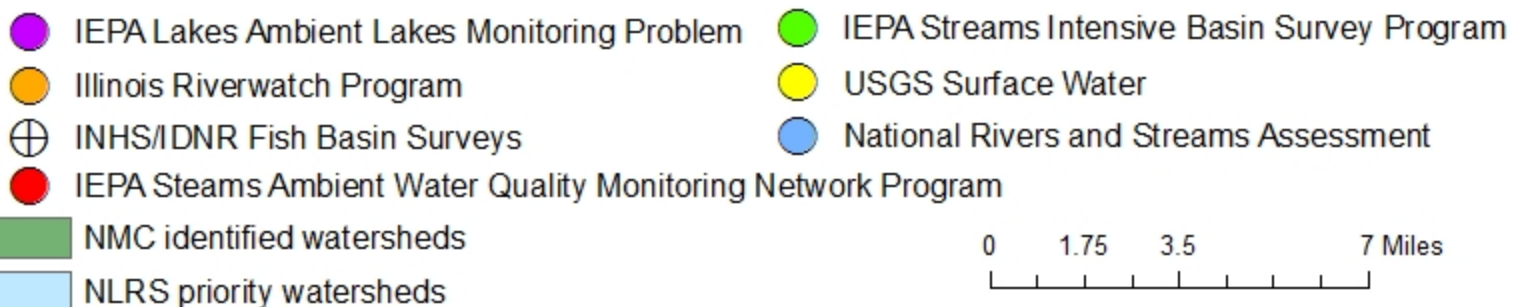 IEPA Lakes Ambient Lakes Monitoring Problem
IEPA Streams Intensive Basin Survey Program
Illinois Riverwatch Program
USGS Surface Water
INHS/IDNR Fish Basin Surveys
National Rivers and Streams Assessment
IEPA Steams Ambient Water Quality Monitoring Network Program
NMC identified watersheds
0 1.75 3.5 7 Miles
NLRS priority watersheds